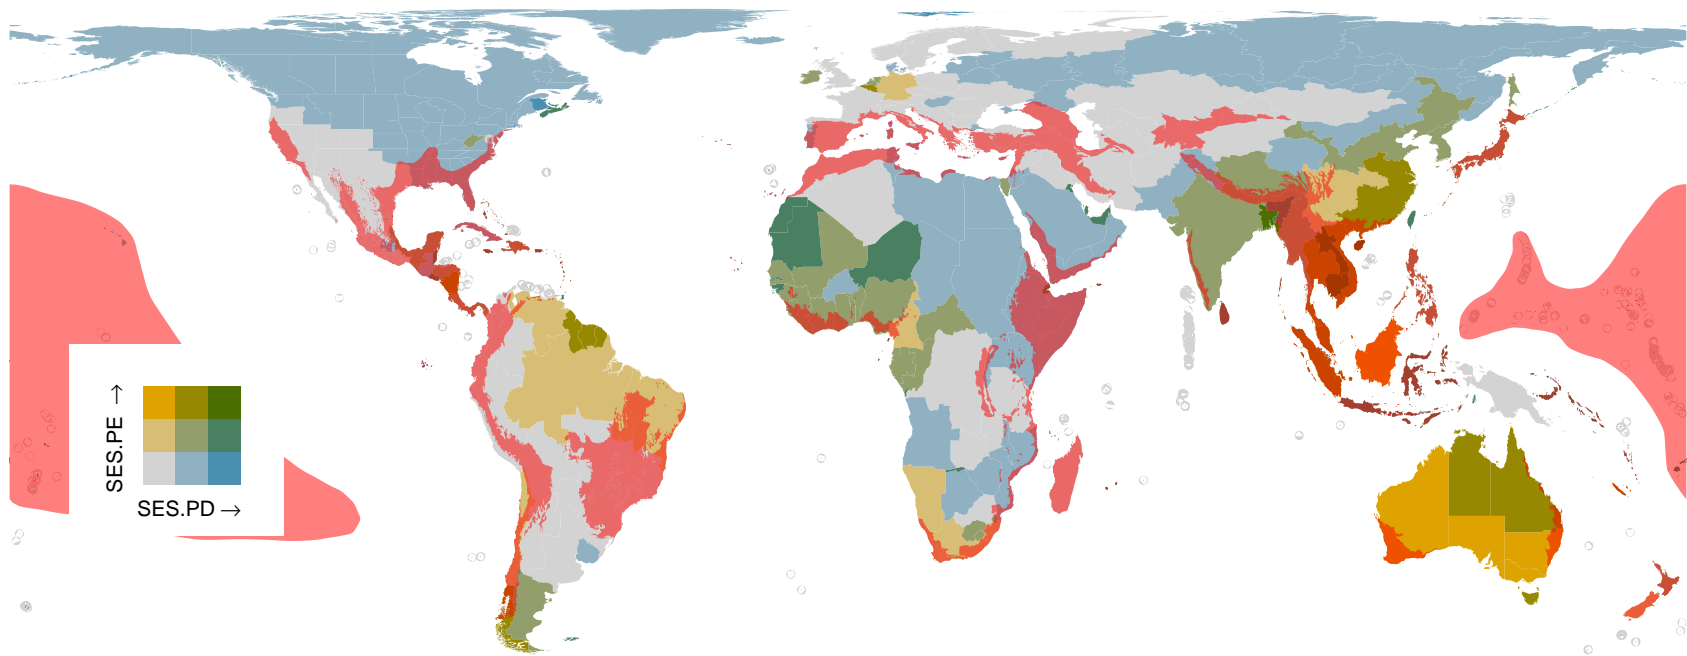 SES.PE →
SES.PD →